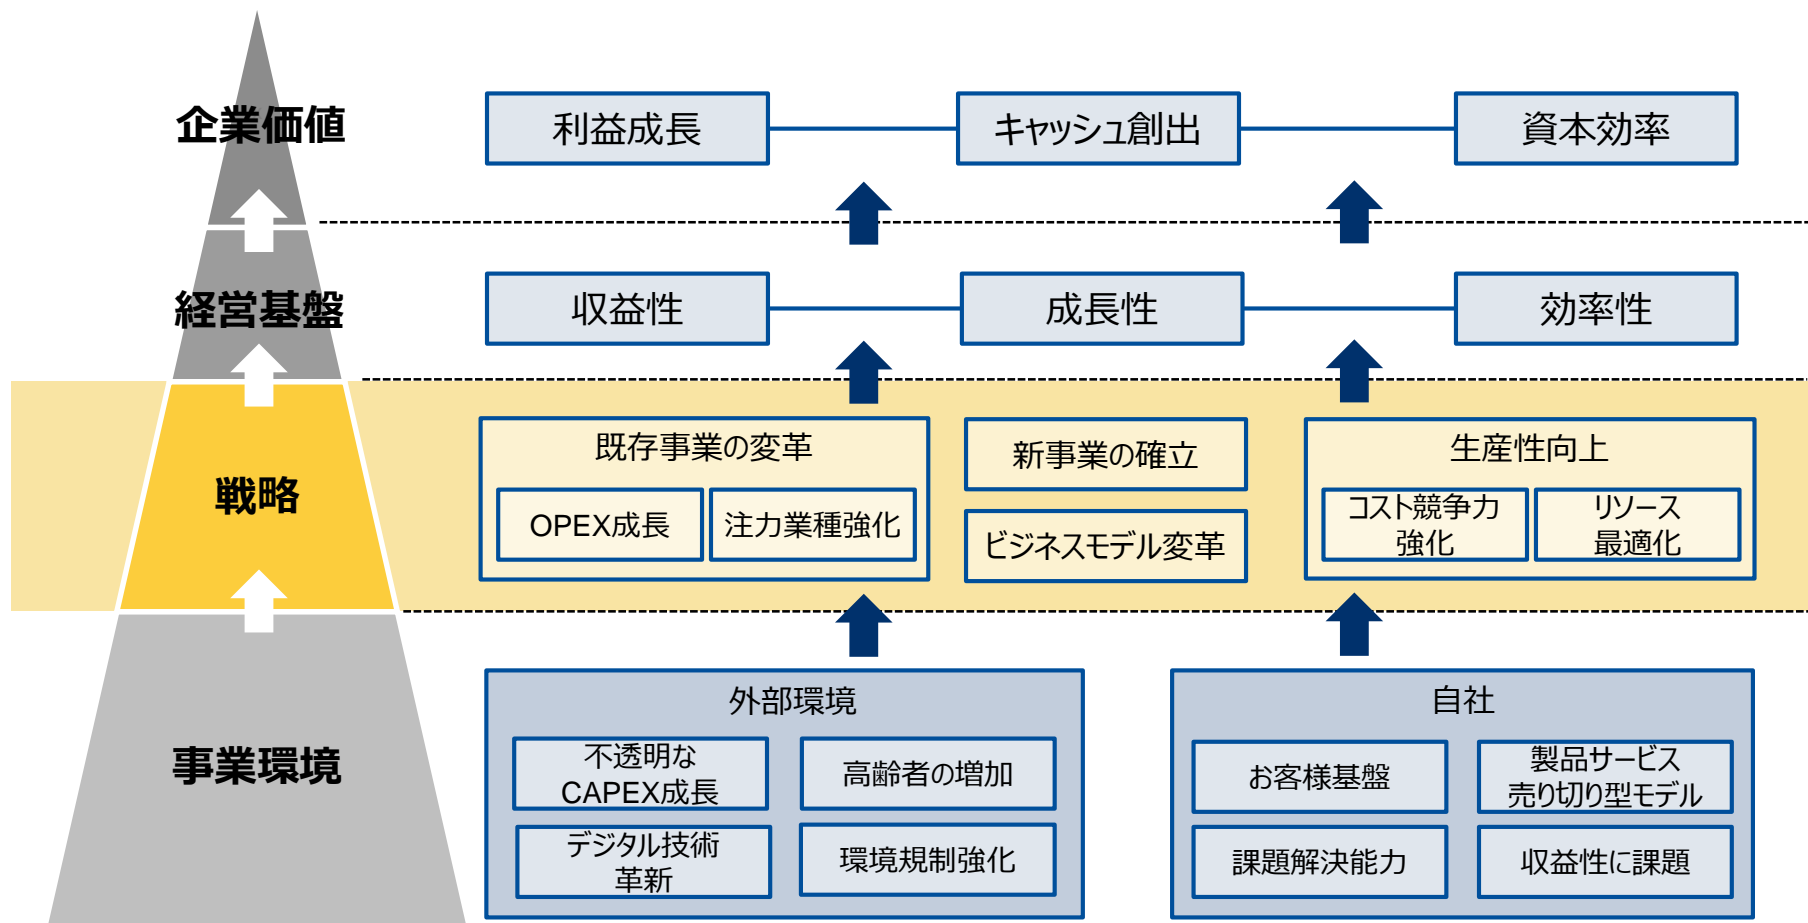 企業価値
利益成長
キャッシュ創出
資本効率
経営基盤
収益性
成長性
効率性
戦略
既存事業の変革
OPEX成長
注力業種強化
新事業の確立
ビジネスモデル変革
生産性向上
コスト競争力
強化
リソース
最適化
事業環境
外部環境
不透明な
CAPEX成長
高齢者の増加
デジタル技術
革新
環境規制強化
自社
お客様基盤
製品サービス
売り切り型モデル
課題解決能力
収益性に課題